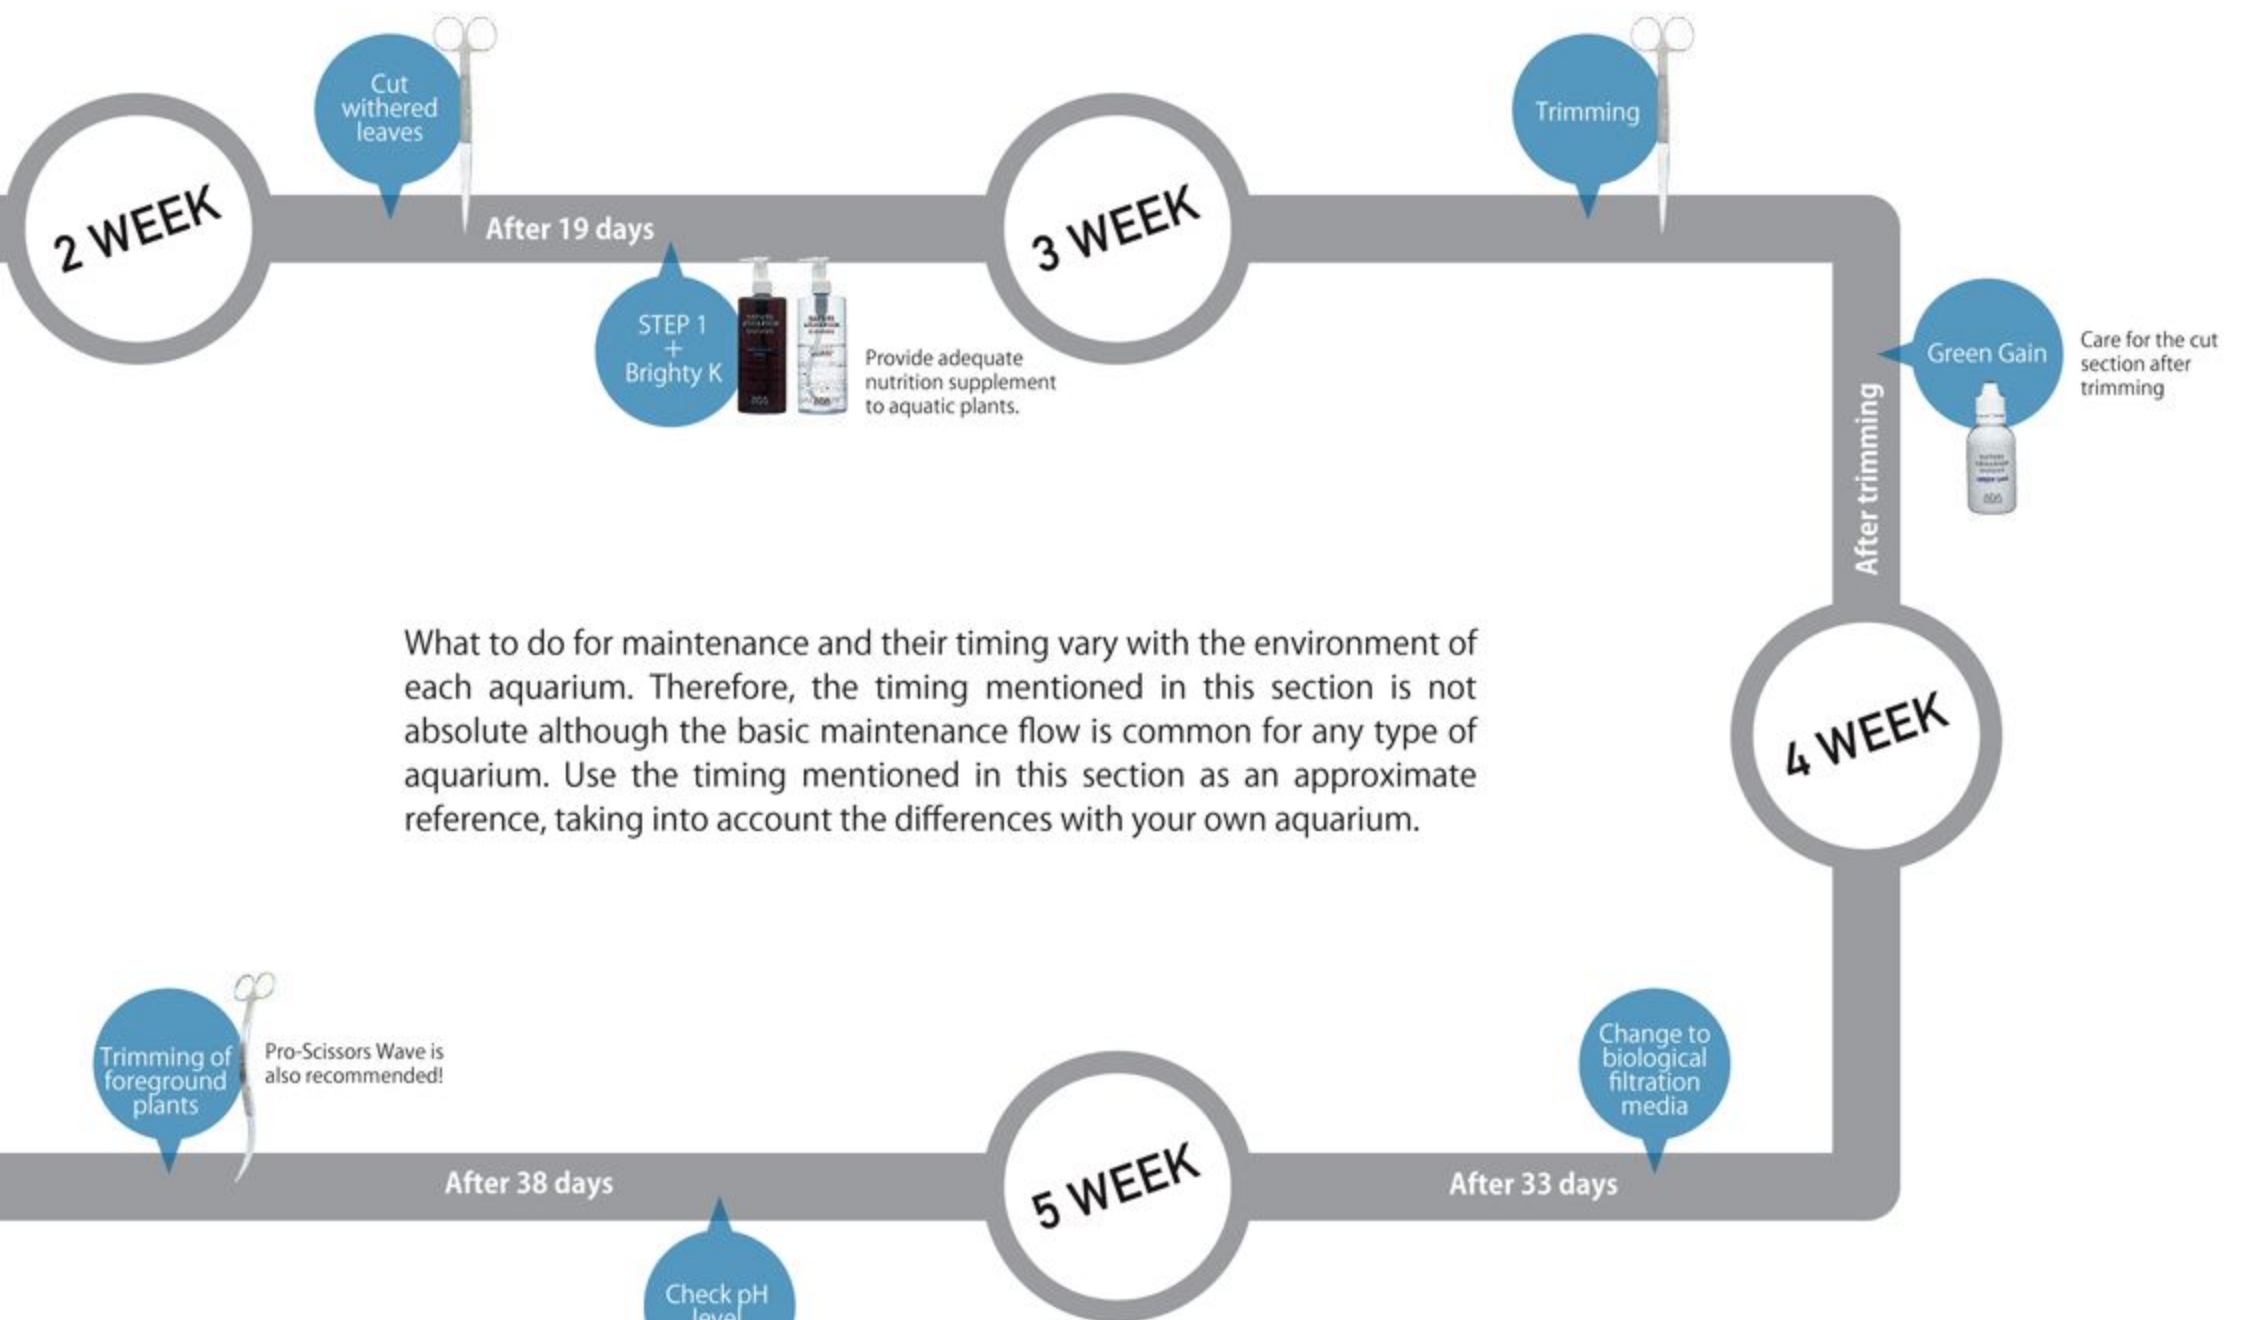 Cut
withered
leaves
2 WEEK
After 19 days
STEP 1
+
Brighty K
Provide adequate
nutrition supplement
to aquatic plants.
3 WEEK
Trimming
Green Gain
Care for the cut
section after
trimming
After trimming
4 WEEK
What to do for maintenance and their timing vary with the environment of
each aquarium. Therefore, the timing mentioned in this section is not
absolute although the basic maintenance flow is common for any type of
aquarium. Use the timing mentioned in this section as an approximate
reference, taking into account the differences with your own aquarium.
Change to
biological
filtration
media
After 33 days
5 WEEK
Trimming of
foreground
plants
Pro-Scissors Wave is
also recommended!
After 38 days
Check pH
level